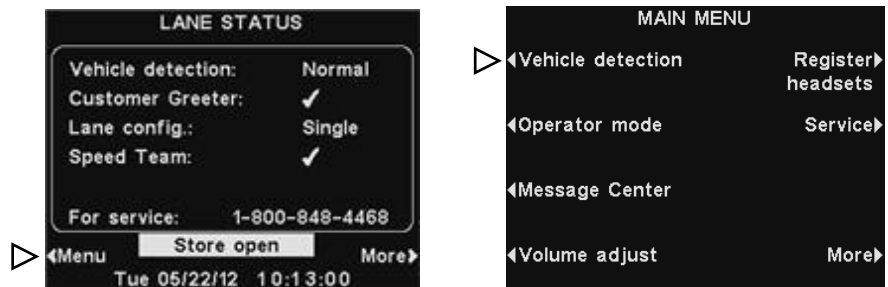 LANE STATUS
Vehicle detection: Normal
Customer Greeter: ✓
Lane config.: Single
Speed Team: ✓
For service: 1-800-848-4468
Store open
Menu More
Tue 05/22/12 10:13:00
MAIN MENU
Vehicle detection Register
headsets
Operator mode Service
Message Center
Volume adjust More